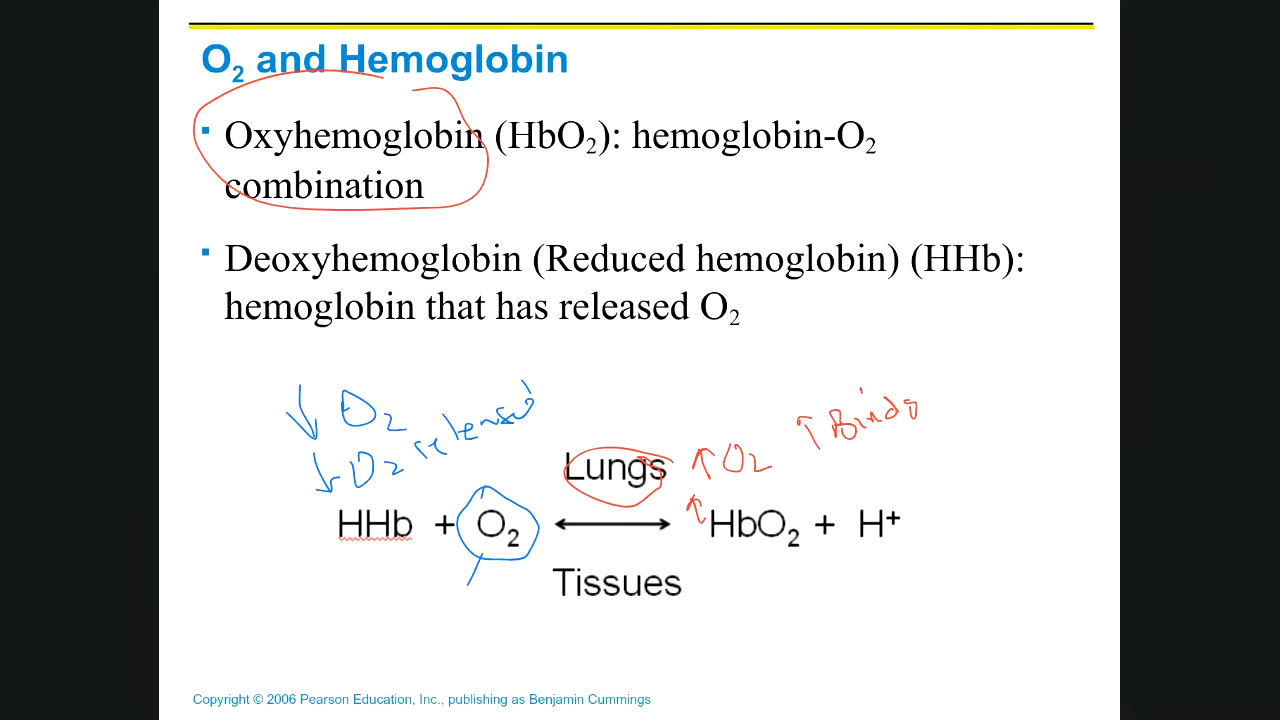 O₂ and Hemoglobin
▪ Oxyhemoglobin (HbO₂): hemoglobin-O₂
combination
▪ Deoxyhemoglobin (Reduced hemoglobin) (HHb):
hemoglobin that has released O₂
↓ O₂
↓ O₂ released
Lungs ↑ O₂ ↑ Binds
HHb + O₂ ⟷ ↑ HbO₂ + H⁺
Tissues
Copyright © 2006 Pearson Education, Inc., publishing as Benjamin Cummings